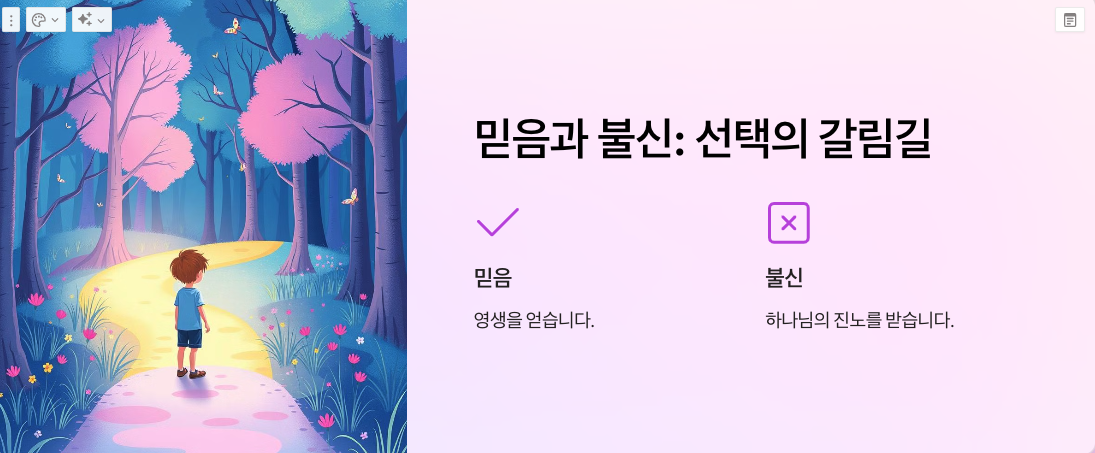 믿음과 불신: 선택의 갈림길
믿음
영생을 얻습니다.
불신
하나님의 진노를 받습니다.